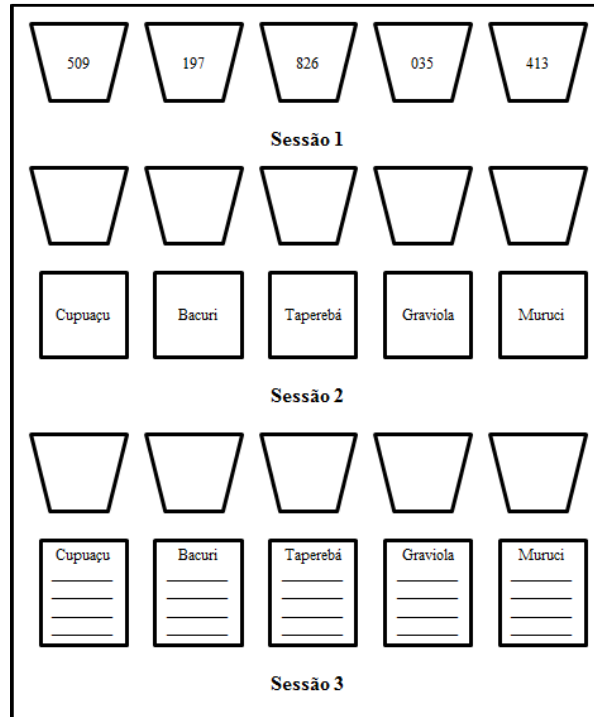 509 197 826 035 413
Sessão 1
Cupuaçu Bacuri Taperebá Graviola Muruci
Sessão 2
Cupuaçu Bacuri Taperebá Graviola Muruci
Sessão 3